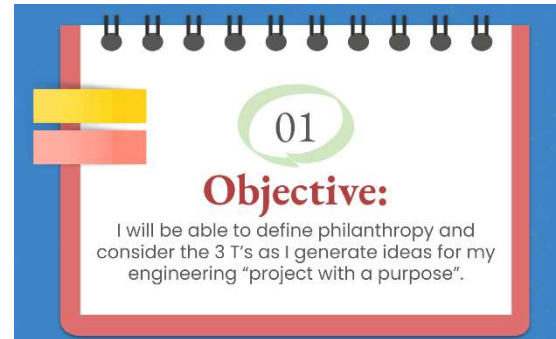 01
Objective:
I will be able to define philanthropy and
consider the 3 T's as I generate ideas for my
engineering “project with a purpose”.